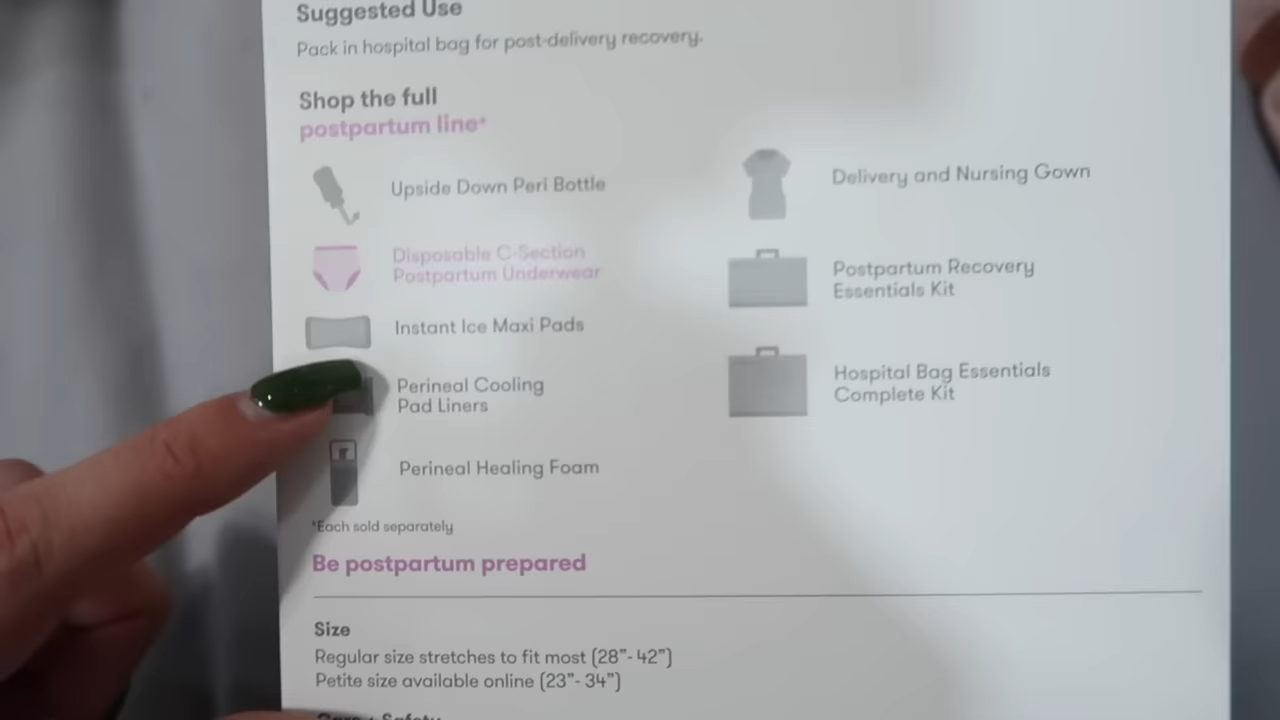 Suggested Use
Pack in hospital bag for post-delivery recovery.
Shop the full
postpartum line*
Upside Down Peri Bottle
Disposable C-Section
Postpartum Underwear
Instant Ice Maxi Pads
Perineal Cooling
Pad Liners
Perineal Healing Foam
Delivery and Nursing Gown
Postpartum Recovery
Essentials Kit
Hospital Bag Essentials
Complete Kit
*Each sold separately
Be postpartum prepared
Size
Regular size stretches to fit most (28”- 42”)
Petite size available online (23”- 34”)
Care + Safety